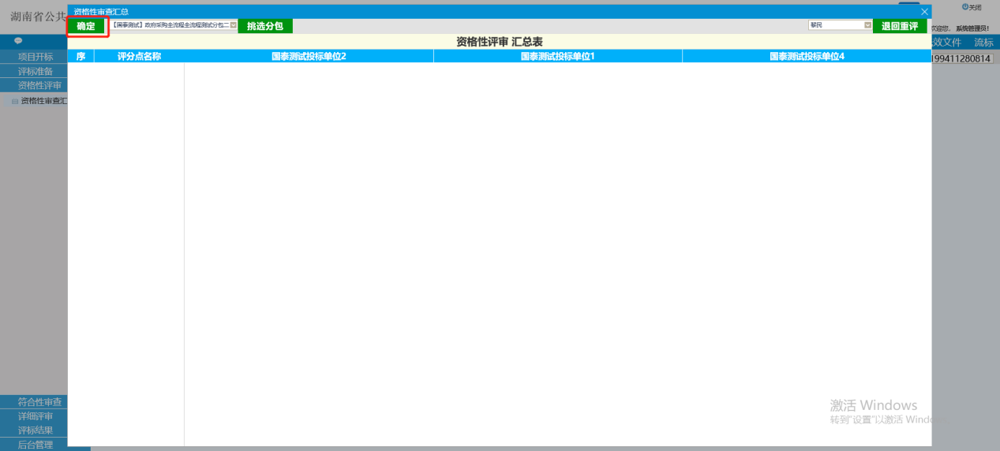 资格性审查汇总
湖南省公共
关闭
确定 【国泰测试】政府采购全流程全流程测试分包二 挑选分包 黎民 退回重评
欢迎您, 系统管理员!
资格性评审 汇总表
效文件 流标
项目开标
序 评分点名称 国泰测试投标单位2 国泰测试投标单位1 国泰测试投标单位4
199411280814
评标准备
资格性评审
资格性审查汇
符合性审查
详细评审
评标结果
后台管理
激活 Windows
转到"设置"以激活 Windo